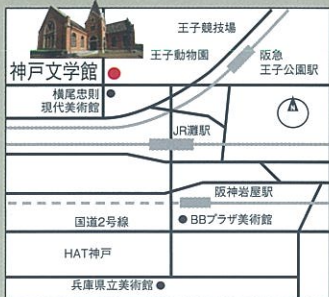 王子競技場
王子動物園
阪急
王子公園駅
神戸文学館
横尾忠則
現代美術館
JR灘駅
阪神岩屋駅
国道2号線
BBプラザ美術館
HAT神戸
兵庫県立美術館